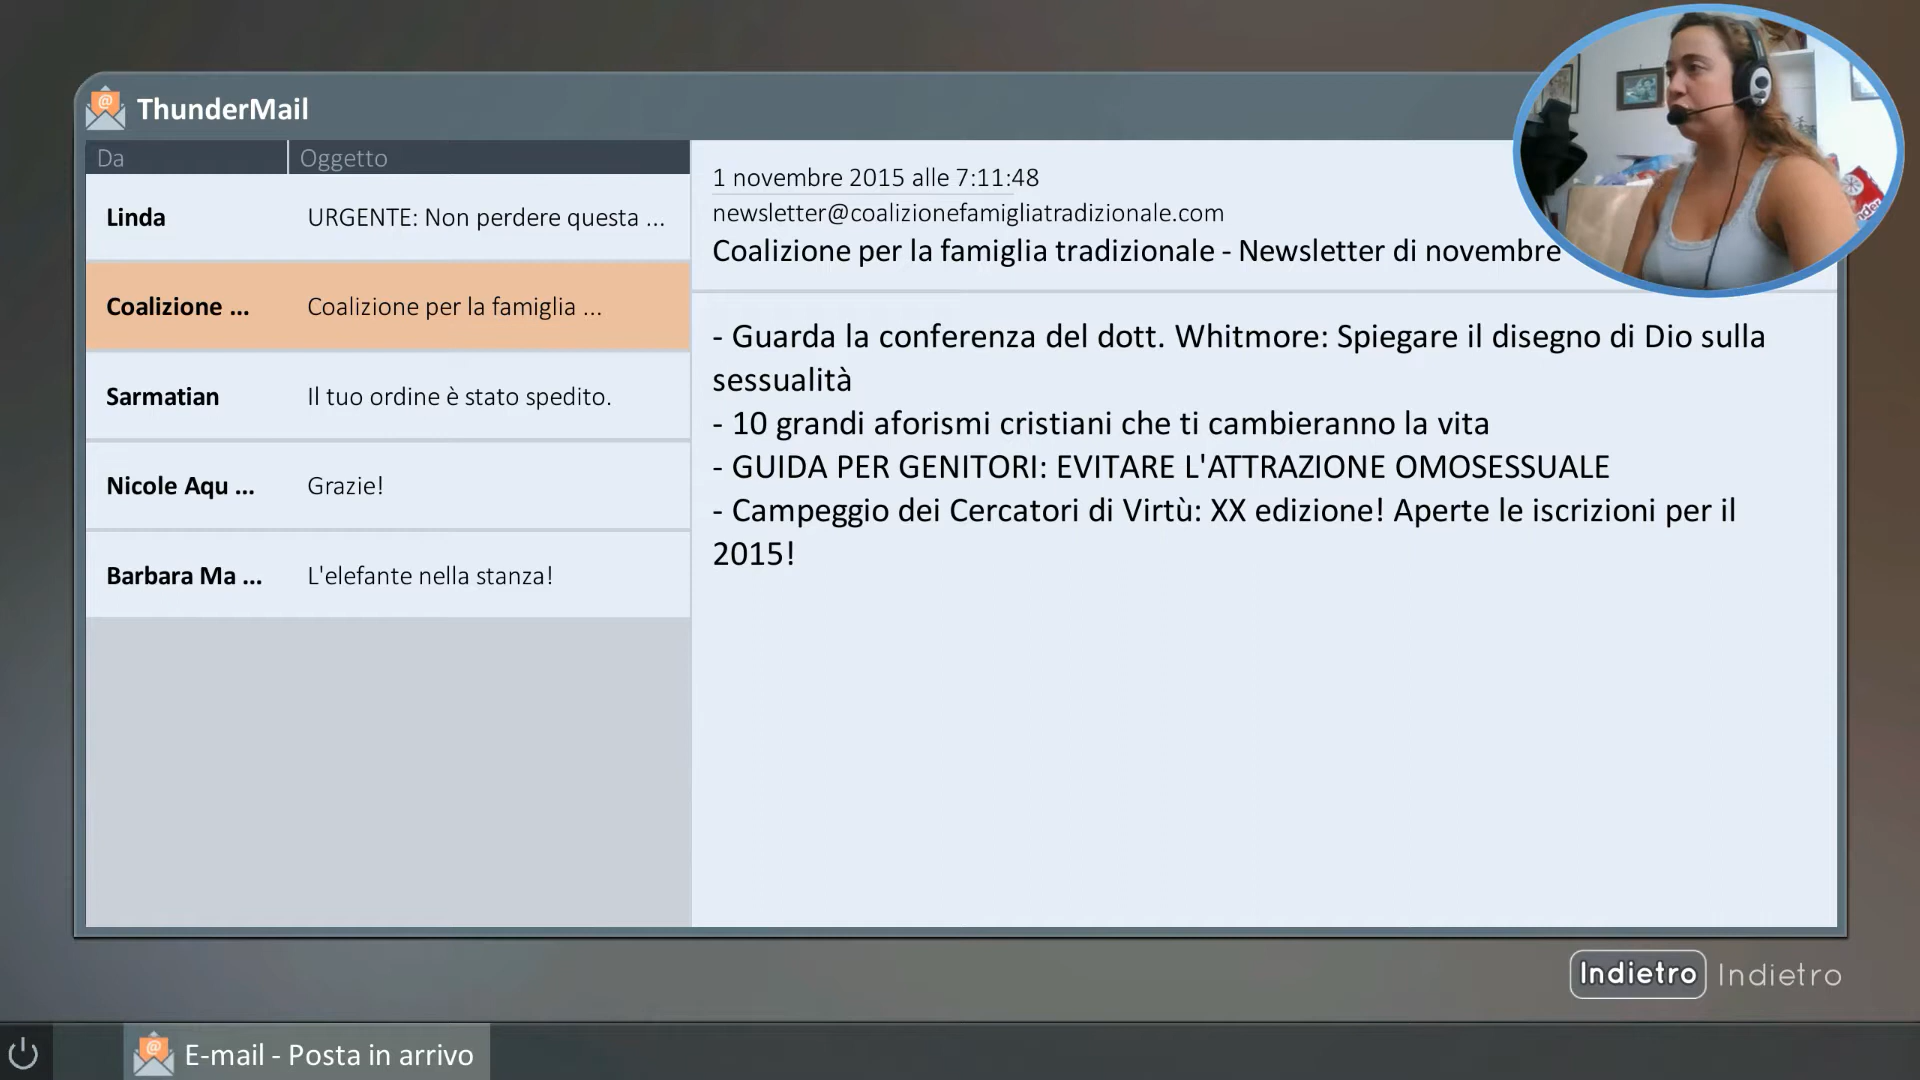 ThunderMail
Da Oggetto
Linda URGENTE: Non perdere questa ...
Coalizione ... Coalizione per la famiglia ...
Sarmatian Il tuo ordine è stato spedito.
Nicole Aqu ... Grazie!
Barbara Ma ... L'elefante nella stanza!
1 novembre 2015 alle 7:11:48
newsletter@coalizionefamigliatradizionale.com
Coalizione per la famiglia tradizionale - Newsletter di novembre
- Guarda la conferenza del dott. Whitmore: Spiegare il disegno di Dio sulla
sessualità
- 10 grandi aforismi cristiani che ti cambieranno la vita
- GUIDA PER GENITORI: EVITARE L'ATTRAZIONE OMOSESSUALE
- Campeggio dei Cercatori di Virtù: XX edizione! Aperte le iscrizioni per il
2015!
Indietro Indietro
E-mail - Posta in arrivo